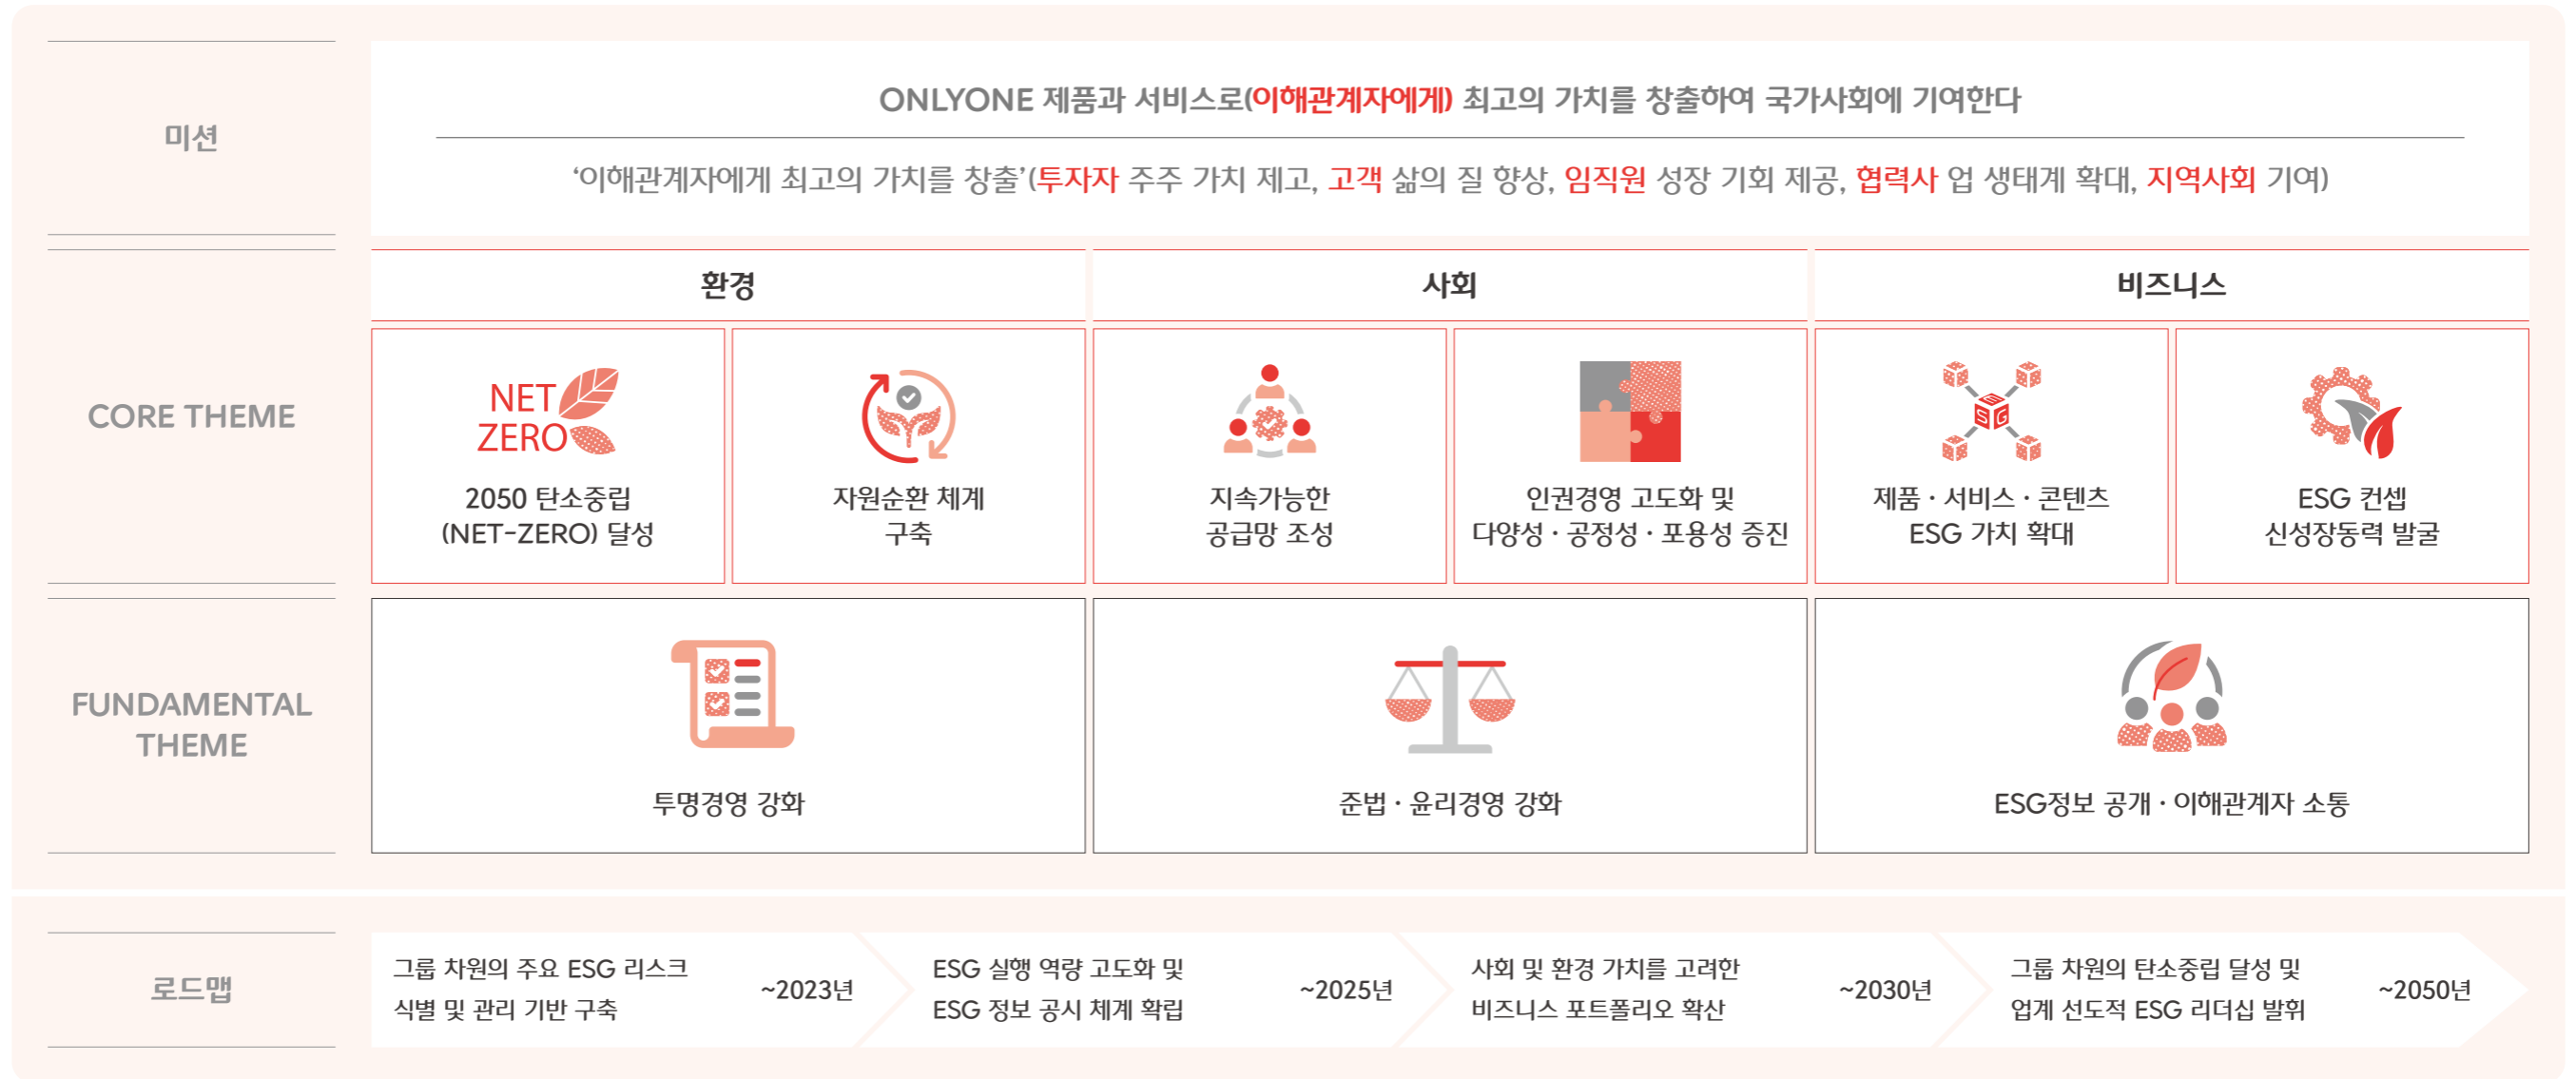 미션
ONLYONE 제품과 서비스로(이해관계자에게) 최고의 가치를 창출하여 국가사회에 기여한다
‘이해관계자에게 최고의 가치를 창출’(투자자 주주 가치 제고, 고객 삶의 질 향상, 임직원 성장 기회 제공, 협력사 업 생태계 확대, 지역사회 기여)
CORE THEME
환경
사회
비즈니스
NET
ZERO
2050 탄소중립
(NET-ZERO) 달성
자원순환 체계
구축
지속가능한
공급망 조성
인권경영 고도화 및
다양성 · 공정성 · 포용성 증진
ESG
제품 · 서비스 · 콘텐츠
ESG 가치 확대
ESG 컨셉
신성장동력 발굴
FUNDAMENTAL
THEME
투명경영 강화
준법 · 윤리경영 강화
ESG정보 공개 · 이해관계자 소통
로드맵
그룹 차원의 주요 ESG 리스크
식별 및 관리 기반 구축
~2023년
ESG 실행 역량 고도화 및
ESG 정보 공시 체계 확립
~2025년
사회 및 환경 가치를 고려한
비즈니스 포트폴리오 확산
~2030년
그룹 차원의 탄소중립 달성 및
업계 선도적 ESG 리더십 발휘
~2050년